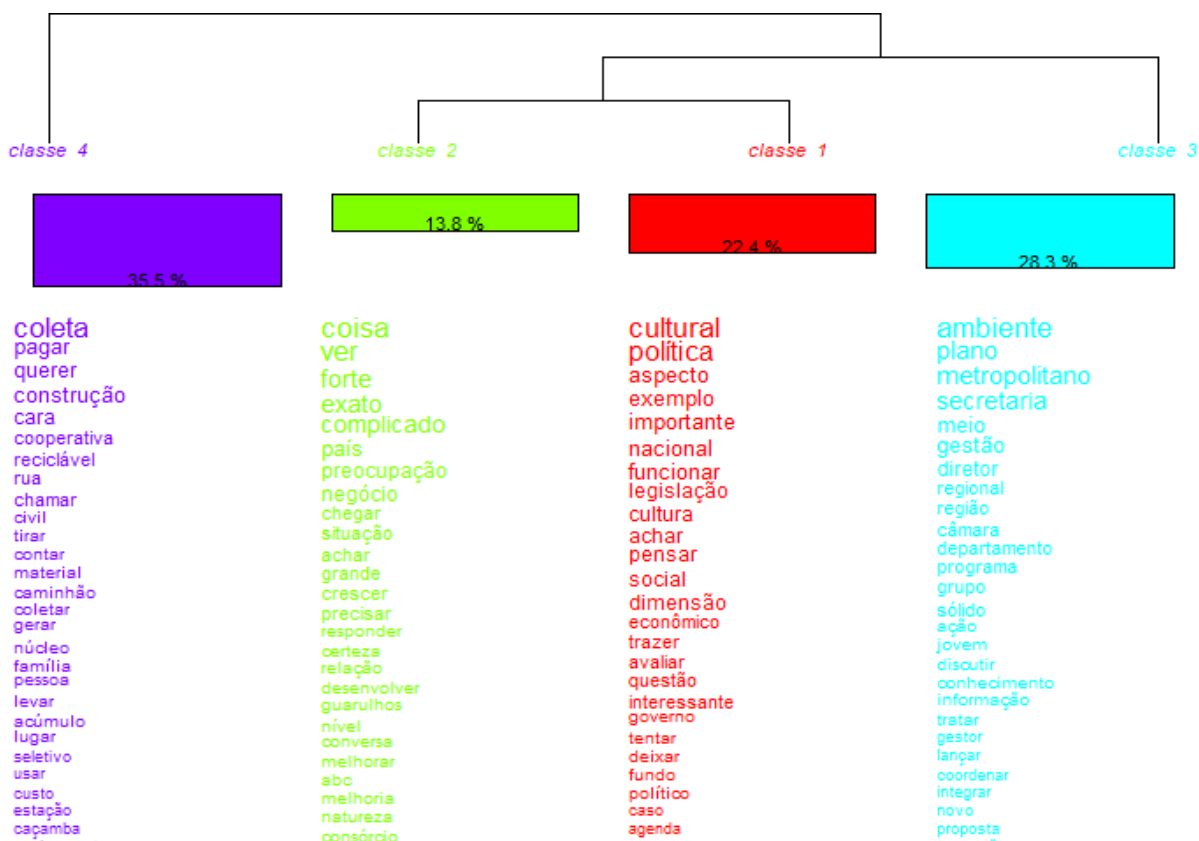 classe 4
classe 2
classe 1
classe 3
35.5 %
13.8 %
22.4 %
28.3 %
coleta
pagar
querer
construção
cara
cooperativa
reciclável
rua
chamar
civil
tirar
contar
material
caminhão
coletar
gerar
núcleo
família
pessoa
levar
acúmulo
lugar
seletivo
usar
custo
estação
caçamba
coisa
ver
forte
exato
complicado
país
preocupação
negócio
chegar
situação
achar
grande
crescer
precisar
responder
certeza
relação
desenvolver
guarulhos
nível
conversa
melhorar
abc
melhoria
natureza
consórcio
cultural
política
aspecto
exemplo
importante
nacional
funcionar
legislação
cultura
achar
pensar
social
dimensão
econômico
trazer
avaliar
questão
interessante
governo
tentar
deixar
fundo
político
caso
agenda
ambiente
plano
metropolitano
secretaria
meio
gestão
diretor
regional
região
câmara
departamento
programa
grupo
sólido
ação
jovem
discutir
conhecimento
informação
tratar
gestor
lançar
coordenar
integrar
novo
proposta